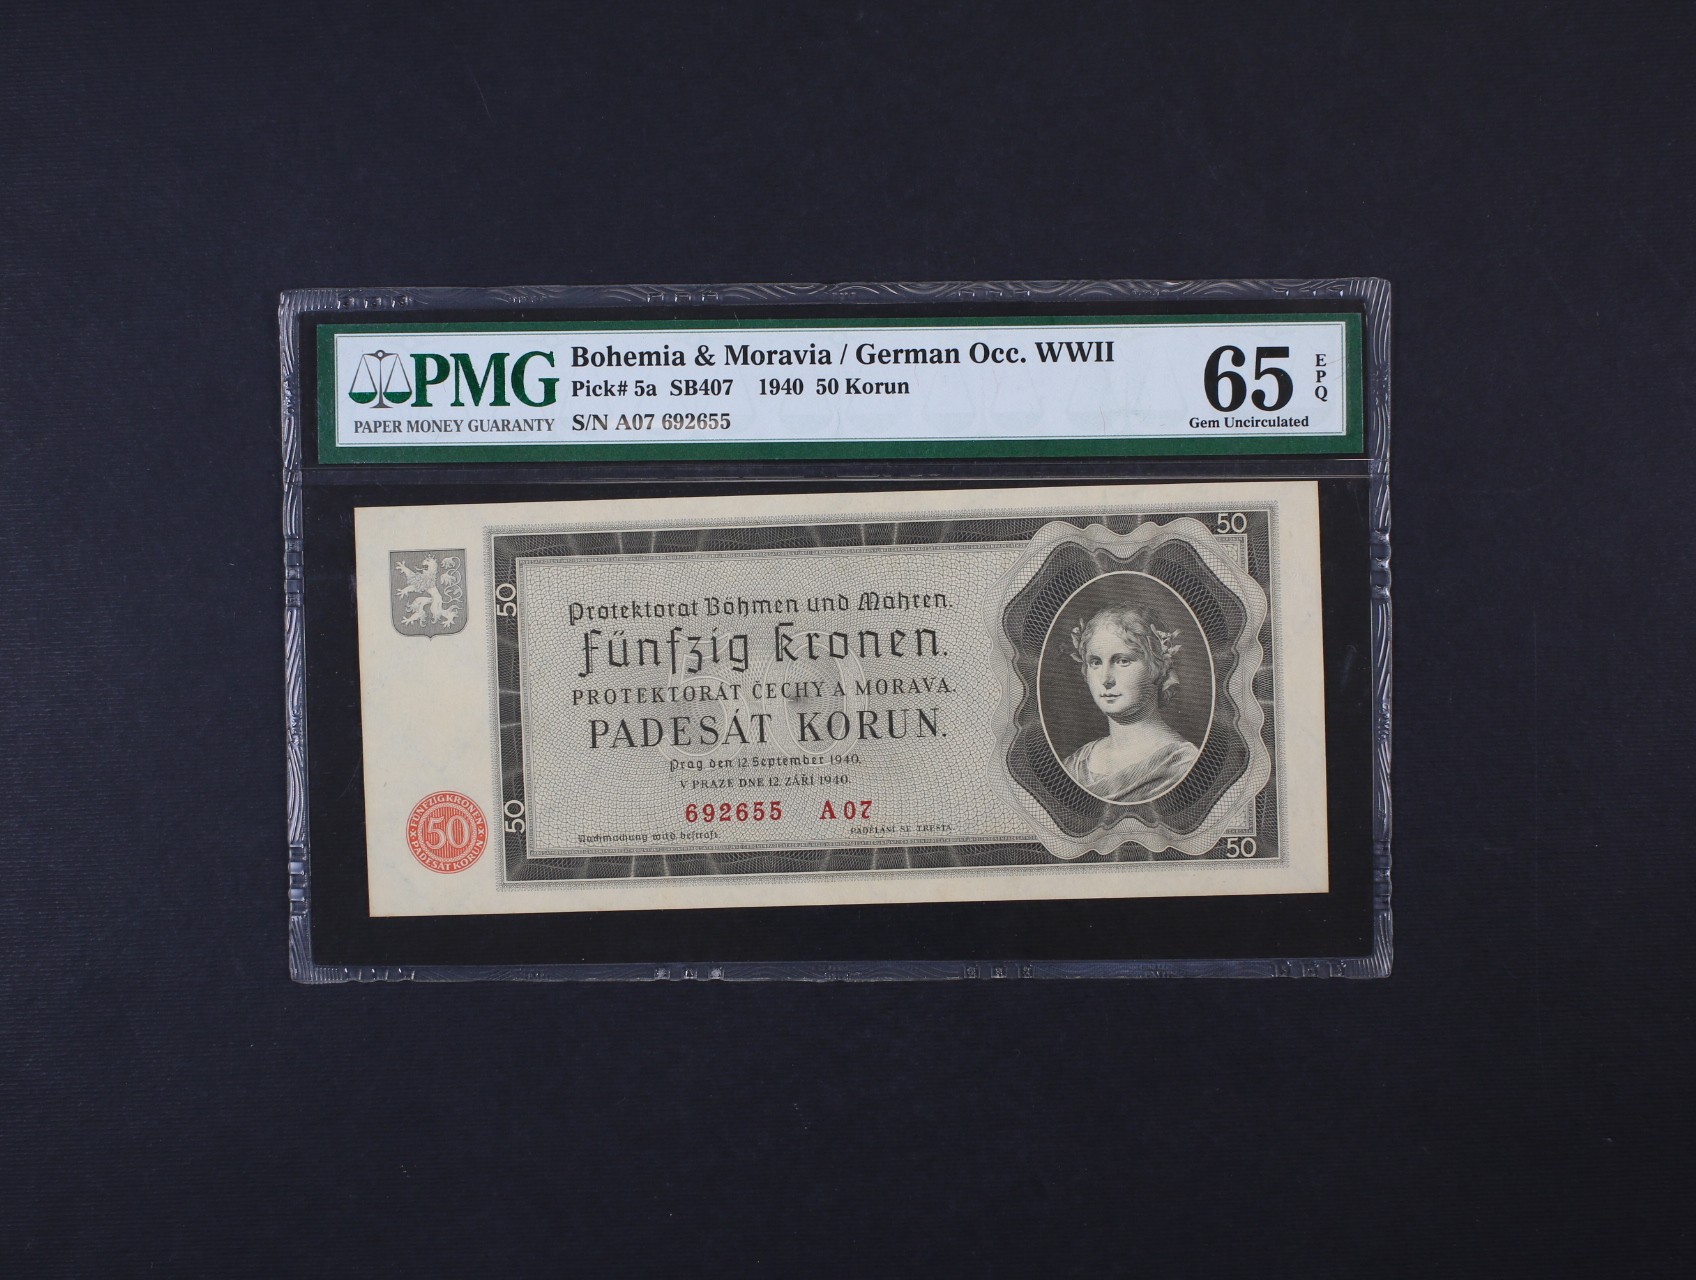 PMG
PAPER MONEY GUARANTY
Bohemia & Moravia / German Occ. WWII
Pick# 5a SB407 1940 50 Korun
S/N A07 692655
65
EPQ
Gem Uncirculated
50
50
Protektorat Böhmen und Mähren.
Fünfzig Kronen.
PROTEKTORÁT ČECHY A MORAVA.
PADESÁT KORUN.
Prag den 12. September 1940.
V PRAZE DNE 12. ZÁŘÍ 1940.
692655 A 07
Nachmachung wird bestraft.
PADĚLÁNÍ SE TRESTÁ
50
50
FÜNFZIG KRONEN
50
PADESÁT KORUN